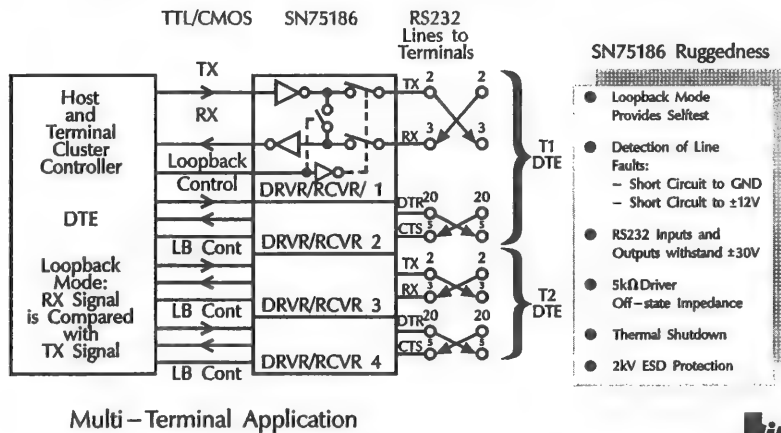 TTL/CMOS SN75186 RS232
Lines to
Terminals
TX
RX
Loopback
Control
LB Cont
LB Cont
LB Cont
Host
and
Terminal
Cluster
Controller
DTE
Loopback
Mode:
RX Signal
is Compared
with
TX Signal
DRVR/RCVR/ 1
DRVR/RCVR 2
DRVR/RCVR 3
DRVR/RCVR 4
TX 2 2
RX 3 3
DTR 20 20
CTS 5 5
TX 2 2
RX 3 3
DTR 20 20
CTS 5 5
T1
DTE
T2
DTE
SN75186 Ruggedness
Loopback Mode
Provides Selftest
Detection of Line
Faults:
– Short Circuit to GND
– Short Circuit to ±12V
RS232 Inputs and
Outputs withstand ±30V
5kΩ Driver
Off–state Impedance
Thermal Shutdown
2kV ESD Protection
Multi – Terminal Application